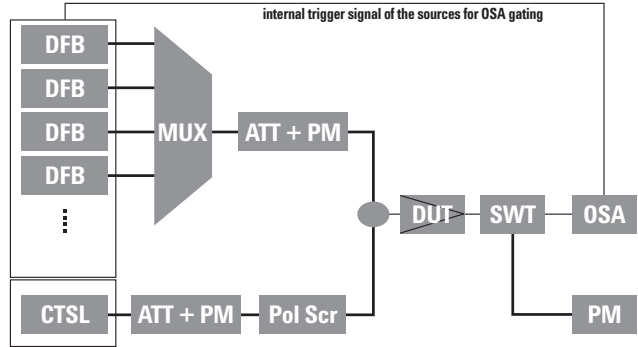 internal trigger signal of the sources for OSA gating
DFB
DFB
DFB
DFB
MUX
ATT + PM
DUT
SWT
OSA
CTSL
ATT + PM
Pol Scr
PM